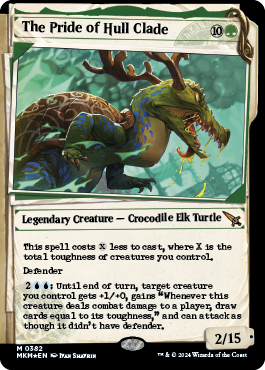 The Pride of Hull Clade 10
Legendary Creature — Crocodile Elk Turtle
This spell costs X less to cast, where X is the
total toughness of creatures you control.
Defender
2 : Until end of turn, target creature
you control gets +1/+0, gains "Whenever this
creature deals combat damage to a player, draw
cards equal to its toughness," and can attack as
though it didn't have defender.
2/15
M 0382
MKM • EN Ivan Shavrin
™ & © 2024 Wizards of the Coast